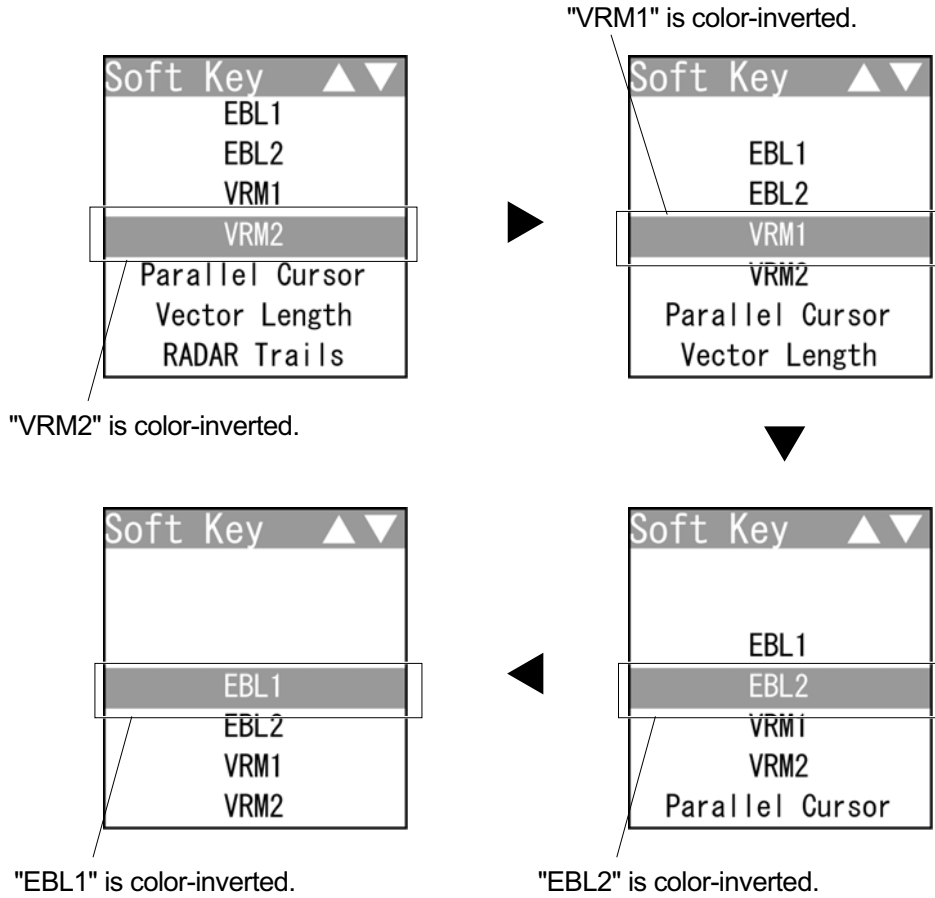 "VRM1" is color-inverted.
Soft Key ▲▼
EBL1
EBL2
VRM1
VRM2
Parallel Cursor
Vector Length
RADAR Trails
"VRM2" is color-inverted.
Soft Key ▲▼
EBL1
EBL2
VRM1
VRM2
Parallel Cursor
Vector Length
Soft Key ▲▼
EBL1
EBL2
VRM1
VRM2
"EBL1" is color-inverted.
Soft Key ▲▼
EBL1
EBL2
VRM1
VRM2
Parallel Cursor
"EBL2" is color-inverted.